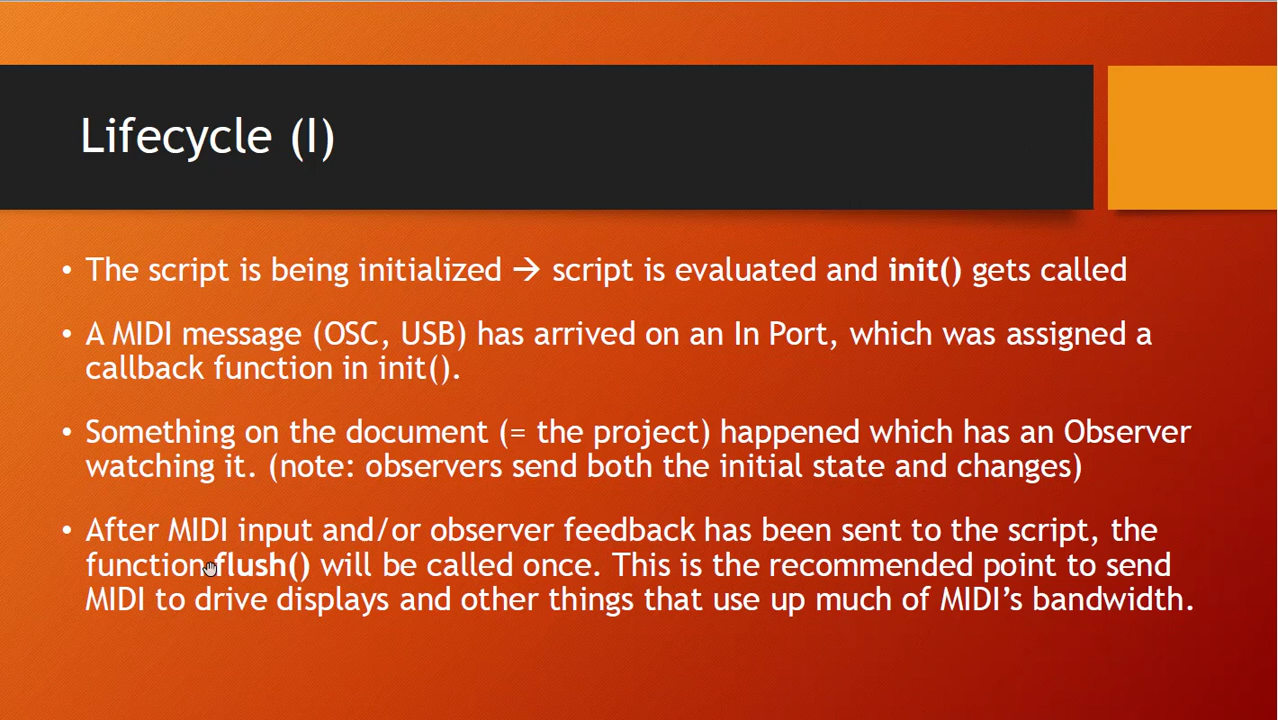 Lifecycle (I)
• The script is being initialized → script is evaluated and init() gets called
• A MIDI message (OSC, USB) has arrived on an In Port, which was assigned a
callback function in init().
• Something on the document (= the project) happened which has an Observer
watching it. (note: observers send both the initial state and changes)
• After MIDI input and/or observer feedback has been sent to the script, the
function flush() will be called once. This is the recommended point to send
MIDI to drive displays and other things that use up much of MIDI’s bandwidth.